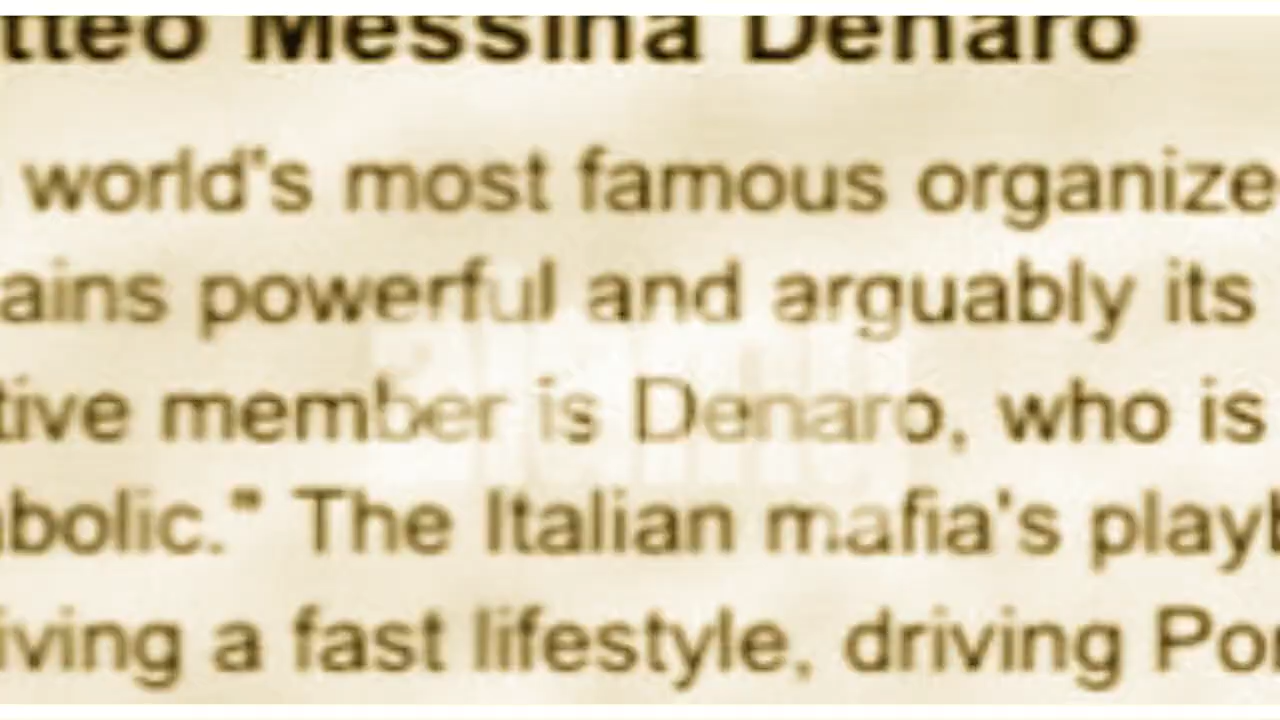 tteo Messina Denaro
world's most famous organize
ains powerful and arguably its
tive member is Denaro, who is
bolic." The Italian mafia's playb
iving a fast lifestyle, driving Por